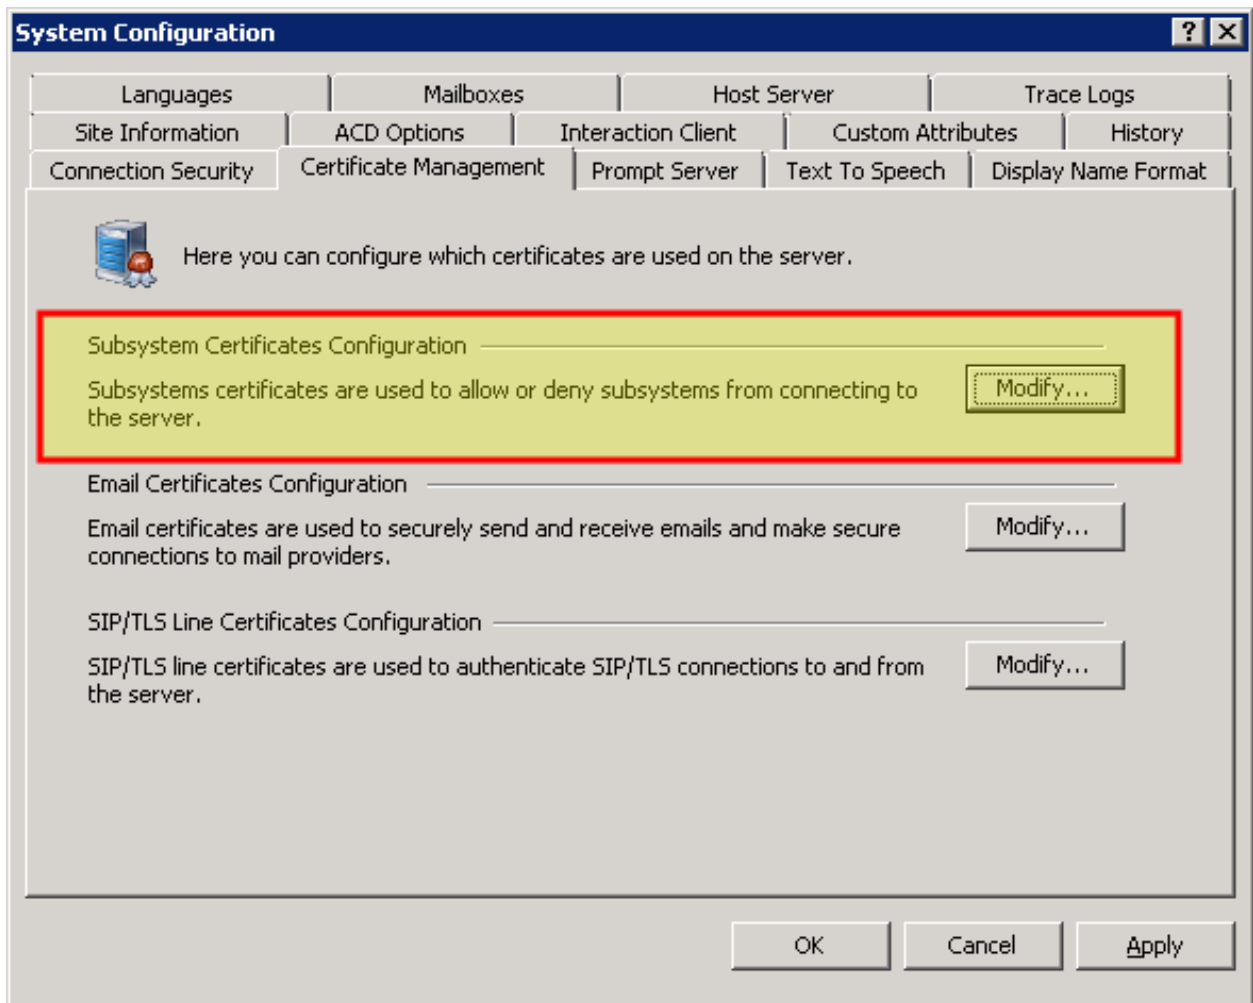 System Configuration
Languages Mailboxes Host Server Trace Logs
Site Information ACD Options Interaction Client Custom Attributes History
Connection Security Certificate Management Prompt Server Text To Speech Display Name Format
Here you can configure which certificates are used on the server.
Subsystem Certificates Configuration
Subsystems certificates are used to allow or deny subsystems from connecting to
the server.
Modify...
Email Certificates Configuration
Email certificates are used to securely send and receive emails and make secure
connections to mail providers.
Modify...
SIP/TLS Line Certificates Configuration
SIP/TLS line certificates are used to authenticate SIP/TLS connections to and from
the server.
Modify...
OK Cancel Apply